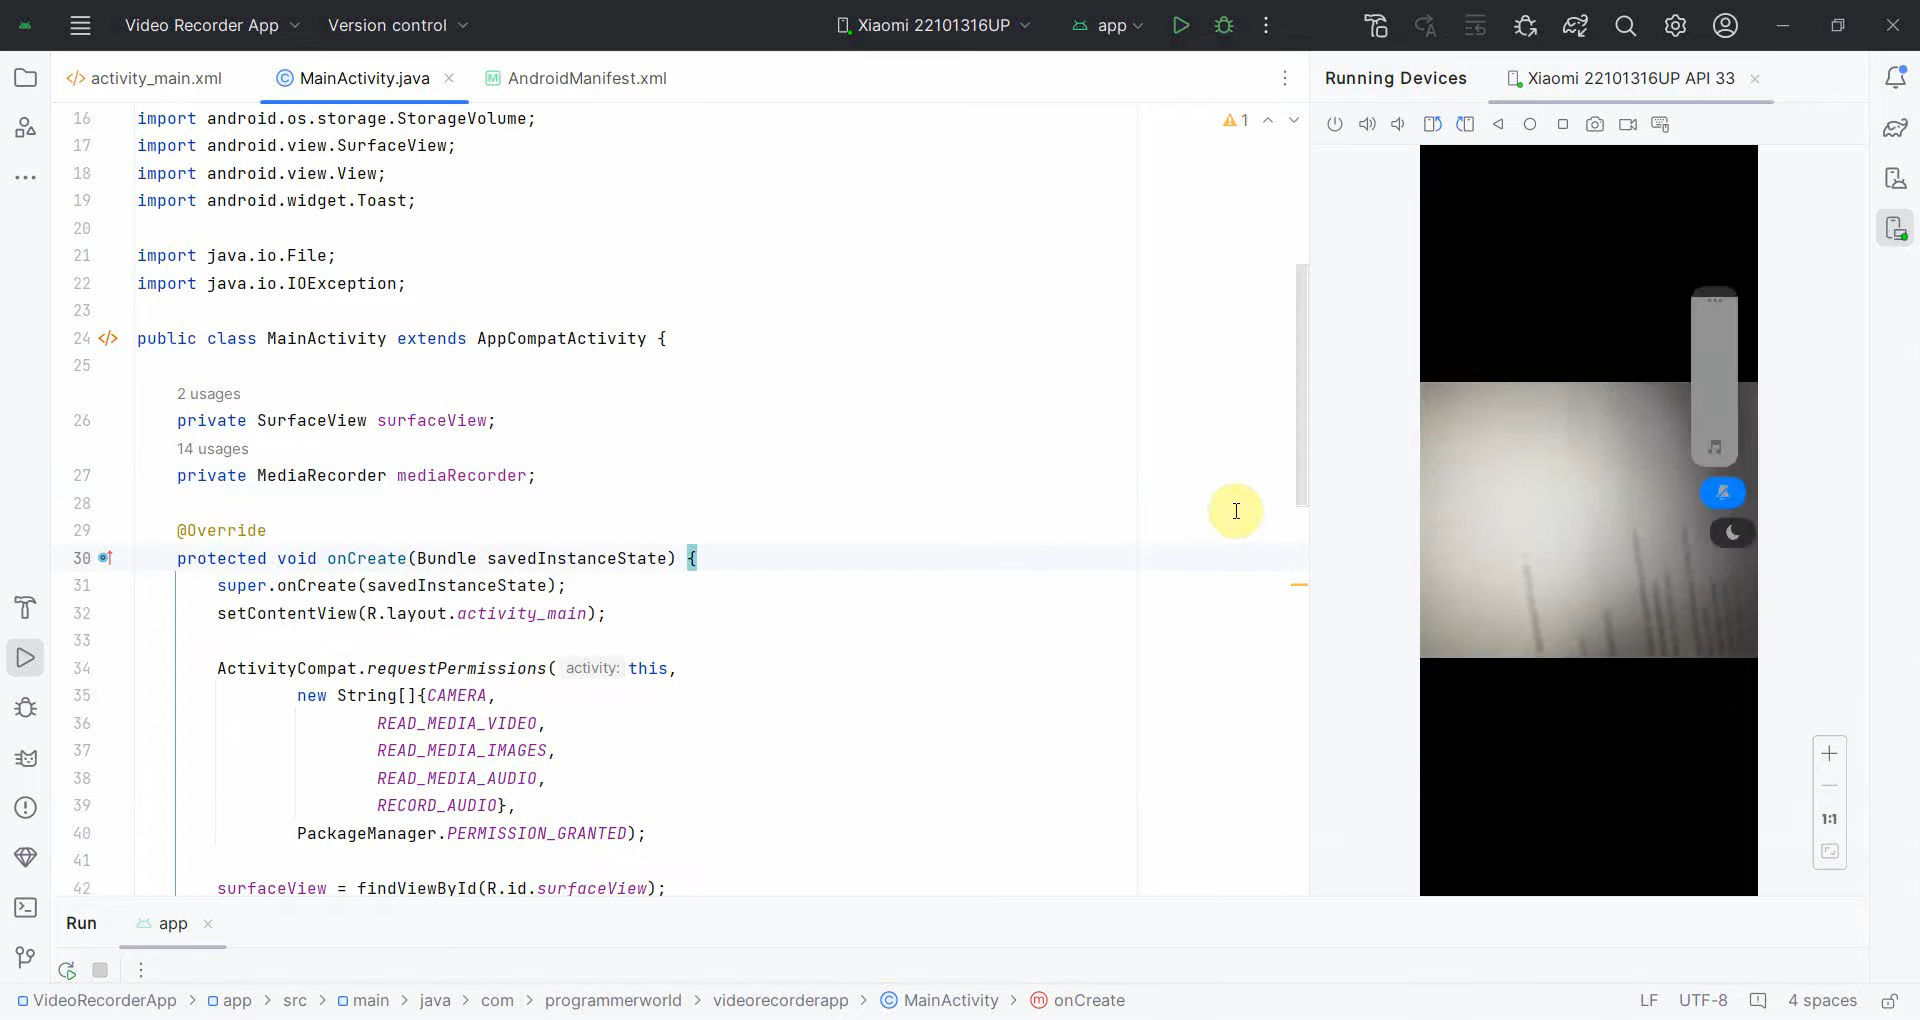 Video Recorder App
Version control
Xiaomi 22101316UP
app
activity_main.xml
MainActivity.java
AndroidManifest.xml
Running Devices
Xiaomi 22101316UP API 33
1
16 import android.os.storage.StorageVolume;
17 import android.view.SurfaceView;
18 import android.view.View;
19 import android.widget.Toast;
20
21 import java.io.File;
22 import java.io.IOException;
23
24 public class MainActivity extends AppCompatActivity {
25
2 usages
26 private SurfaceView surfaceView;
14 usages
27 private MediaRecorder mediaRecorder;
28
29 @Override
30 protected void onCreate(Bundle savedInstanceState) {
31 super.onCreate(savedInstanceState);
32 setContentView(R.layout.activity_main);
33
34 ActivityCompat.requestPermissions( activity: this,
35 new String[]{CAMERA,
36 READ_MEDIA_VIDEO,
37 READ_MEDIA_IMAGES,
38 READ_MEDIA_AUDIO,
39 RECORD_AUDIO},
40 PackageManager.PERMISSION_GRANTED);
41
42 surfaceView = findViewById(R.id.surfaceView);
1:1
Run
app
VideoRecorderApp > app > src > main > java > com > programmerworld > videorecorderapp > MainActivity > onCreate
LF UTF-8 4 spaces